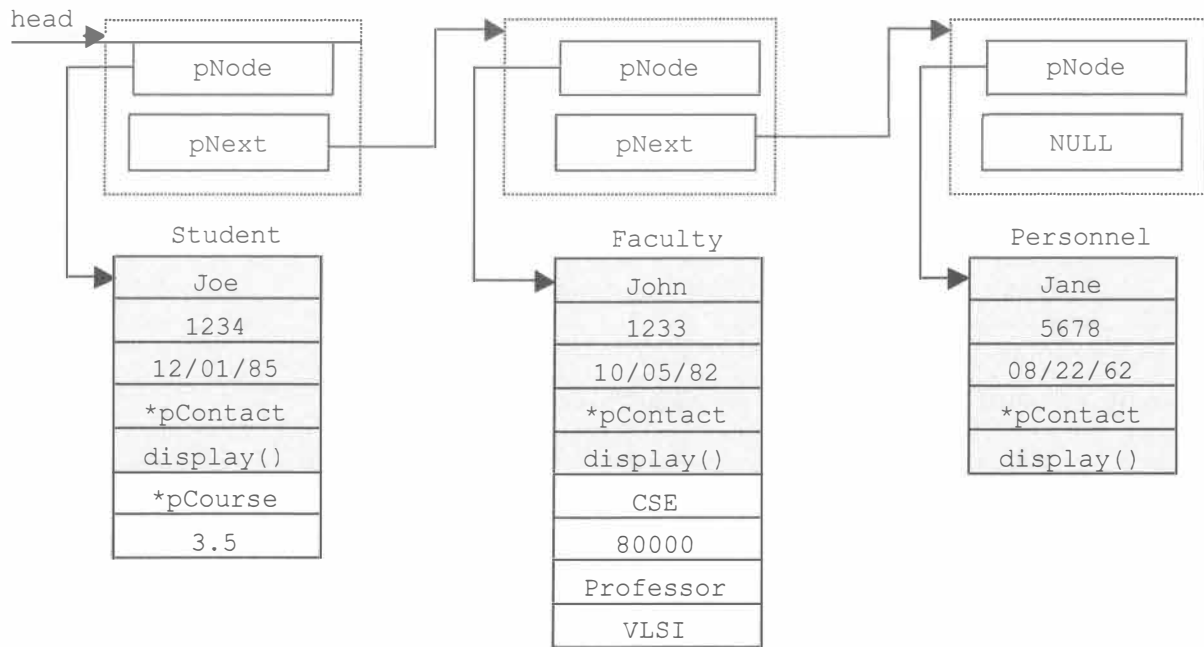 head
pNode
pNext
pNode
pNext
pNode
NULL
Student
Joe
1234
12/01/85
*pContact
display()
*pCourse
3.5
Faculty
John
1233
10/05/82
*pContact
display()
CSE
80000
Professor
VLSI
Personnel
Jane
5678
08/22/62
*pContact
display()